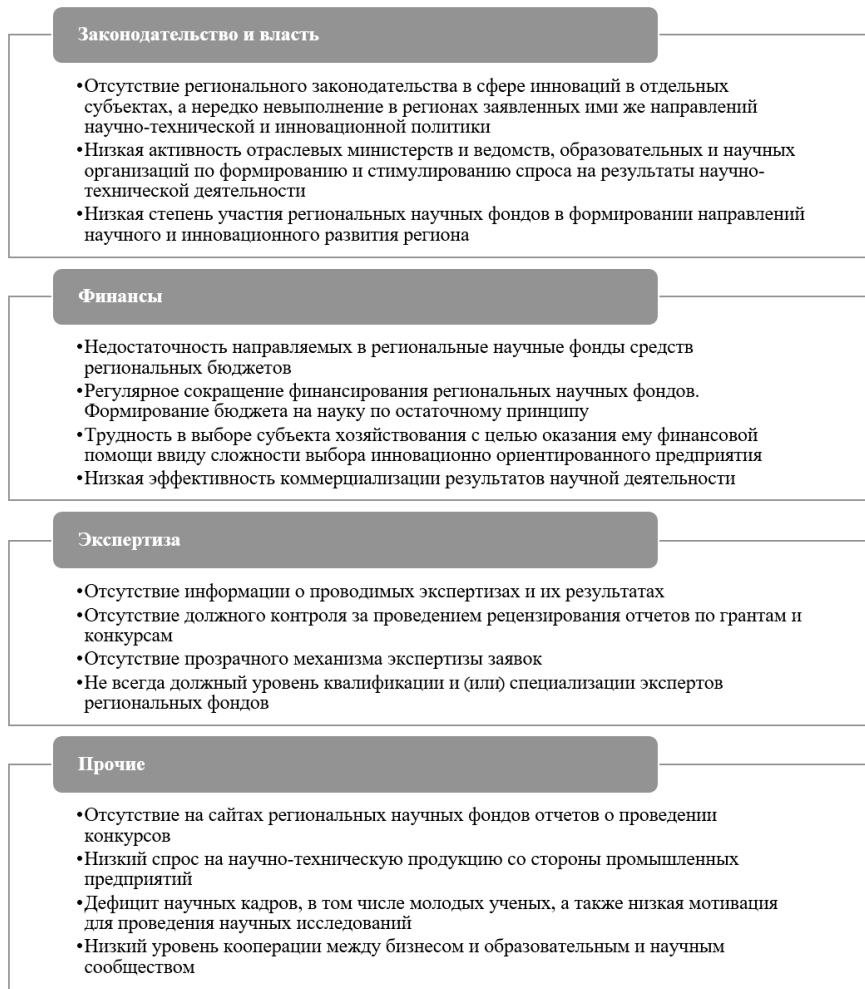 Законодательство и власть
•Отсутствие регионального законодательства в сфере инноваций в отдельных
субъектах, а нередко невыполнение в регионах заявленных ими же направлений
научно-технической и инновационной политики
•Низкая активность отраслевых министерств и ведомств, образовательных и научных
организаций по формированию и стимулированию спроса на результаты научно-
технической деятельности
•Низкая степень участия региональных научных фондов в формировании направлений
научного и инновационного развития региона
Финансы
•Недостаточность направляемых в региональные научные фонды средств
региональных бюджетов
•Регулярное сокращение финансирования региональных научных фондов.
Формирование бюджета на науку по остаточному принципу
•Трудность в выборе субъекта хозяйствования с целью оказания ему финансовой
помощи ввиду сложности выбора инновационно ориентированного предприятия
•Низкая эффективность коммерциализации результатов научной деятельности
Экспертиза
•Отсутствие информации о проводимых экспертизах и их результатах
•Отсутствие должного контроля за проведением рецензирования отчетов по грантам и
конкурсам
•Отсутствие прозрачного механизма экспертизы заявок
•Не всегда должный уровень квалификации и (или) специализации экспертов
региональных фондов
Прочие
•Отсутствие на сайтах региональных научных фондов отчетов о проведении
конкурсов
•Низкий спрос на научно-техническую продукцию со стороны промышленных
предприятий
•Дефицит научных кадров, в том числе молодых ученых, а также низкая мотивация
для проведения научных исследований
•Низкий уровень кооперации между бизнесом и образовательным и научным
сообществом